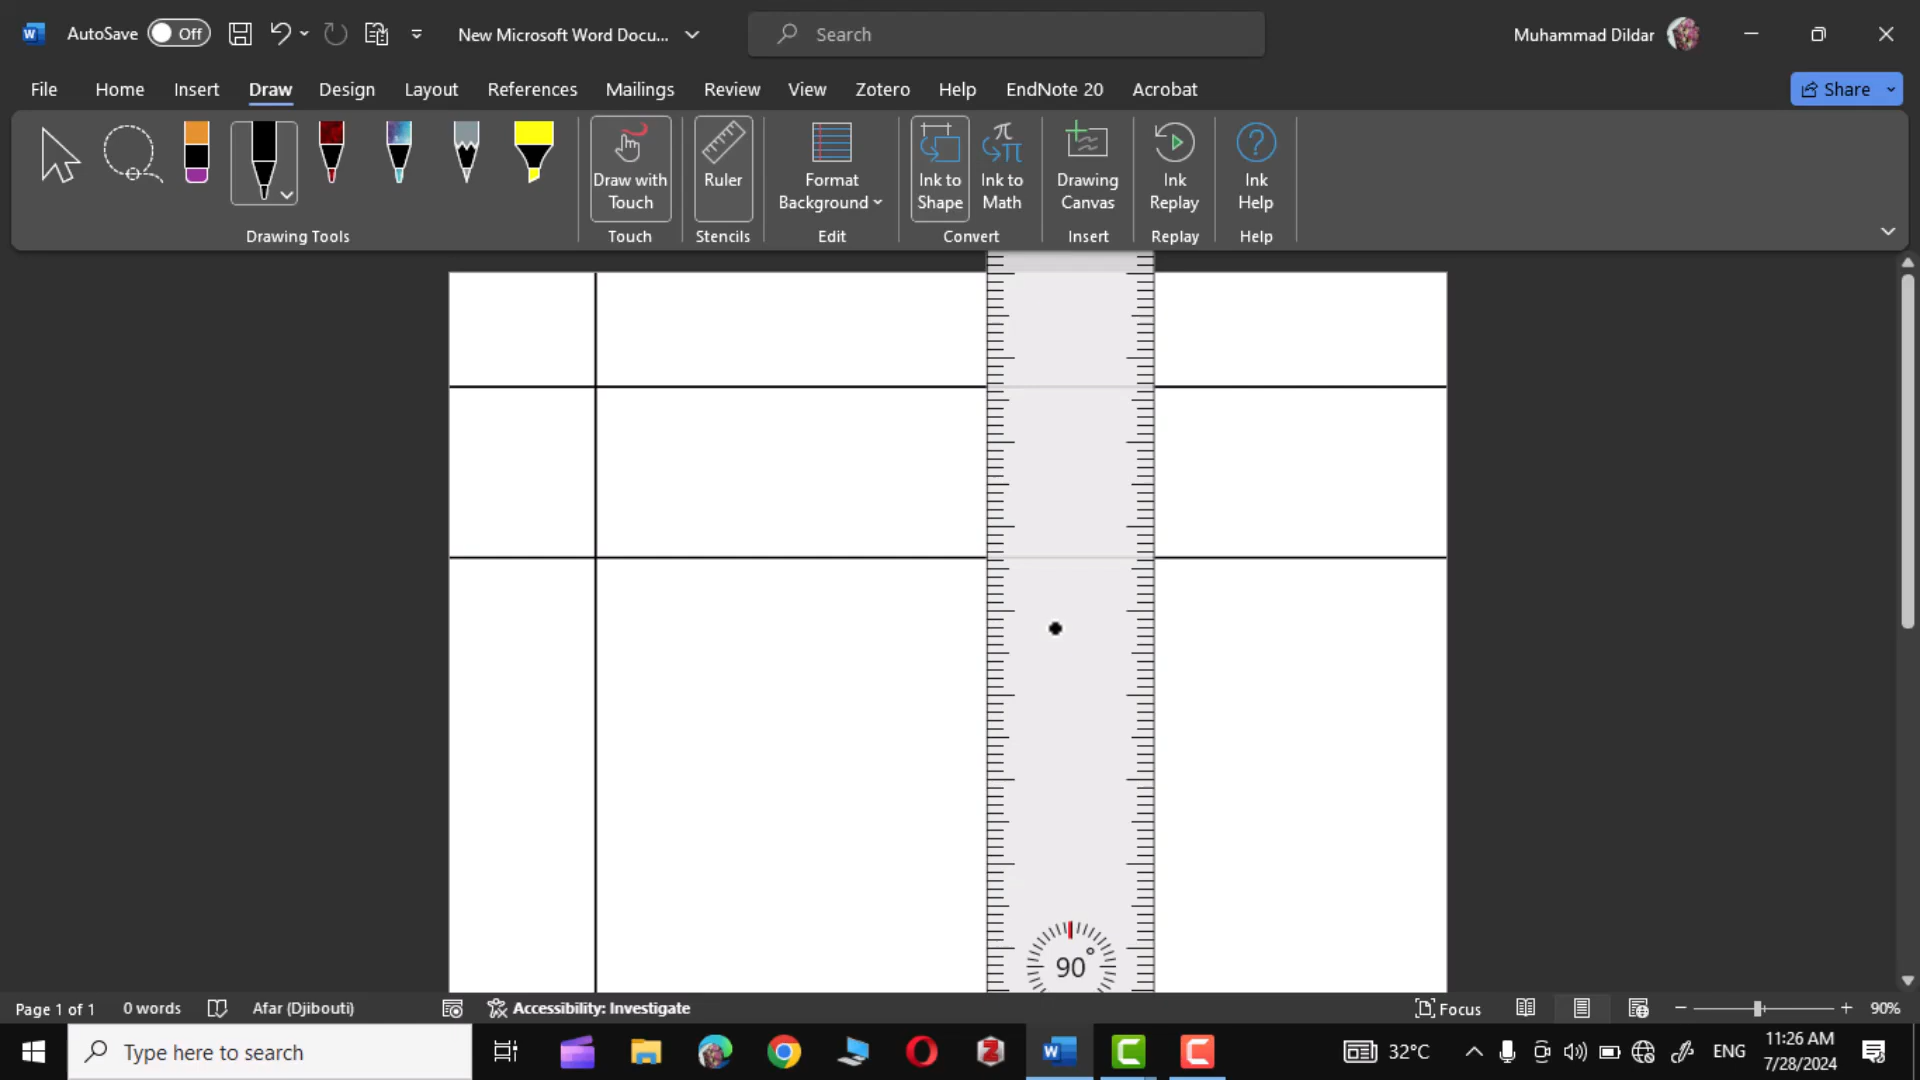 AutoSave Off New Microsoft Word Docu... Search Muhammad Dildar
File Home Insert Draw Design Layout References Mailings Review View Zotero Help EndNote 20 Acrobat Share
Draw with Touch Ruler Format Background Ink to Shape Ink to Math Drawing Canvas Ink Replay Ink Help
Drawing Tools Touch Stencils Edit Convert Insert Replay Help
90°
Page 1 of 1 0 words Afar (Djibouti) Accessibility: Investigate Focus 90%
Type here to search 32°C ENG 11:26 AM
7/28/2024